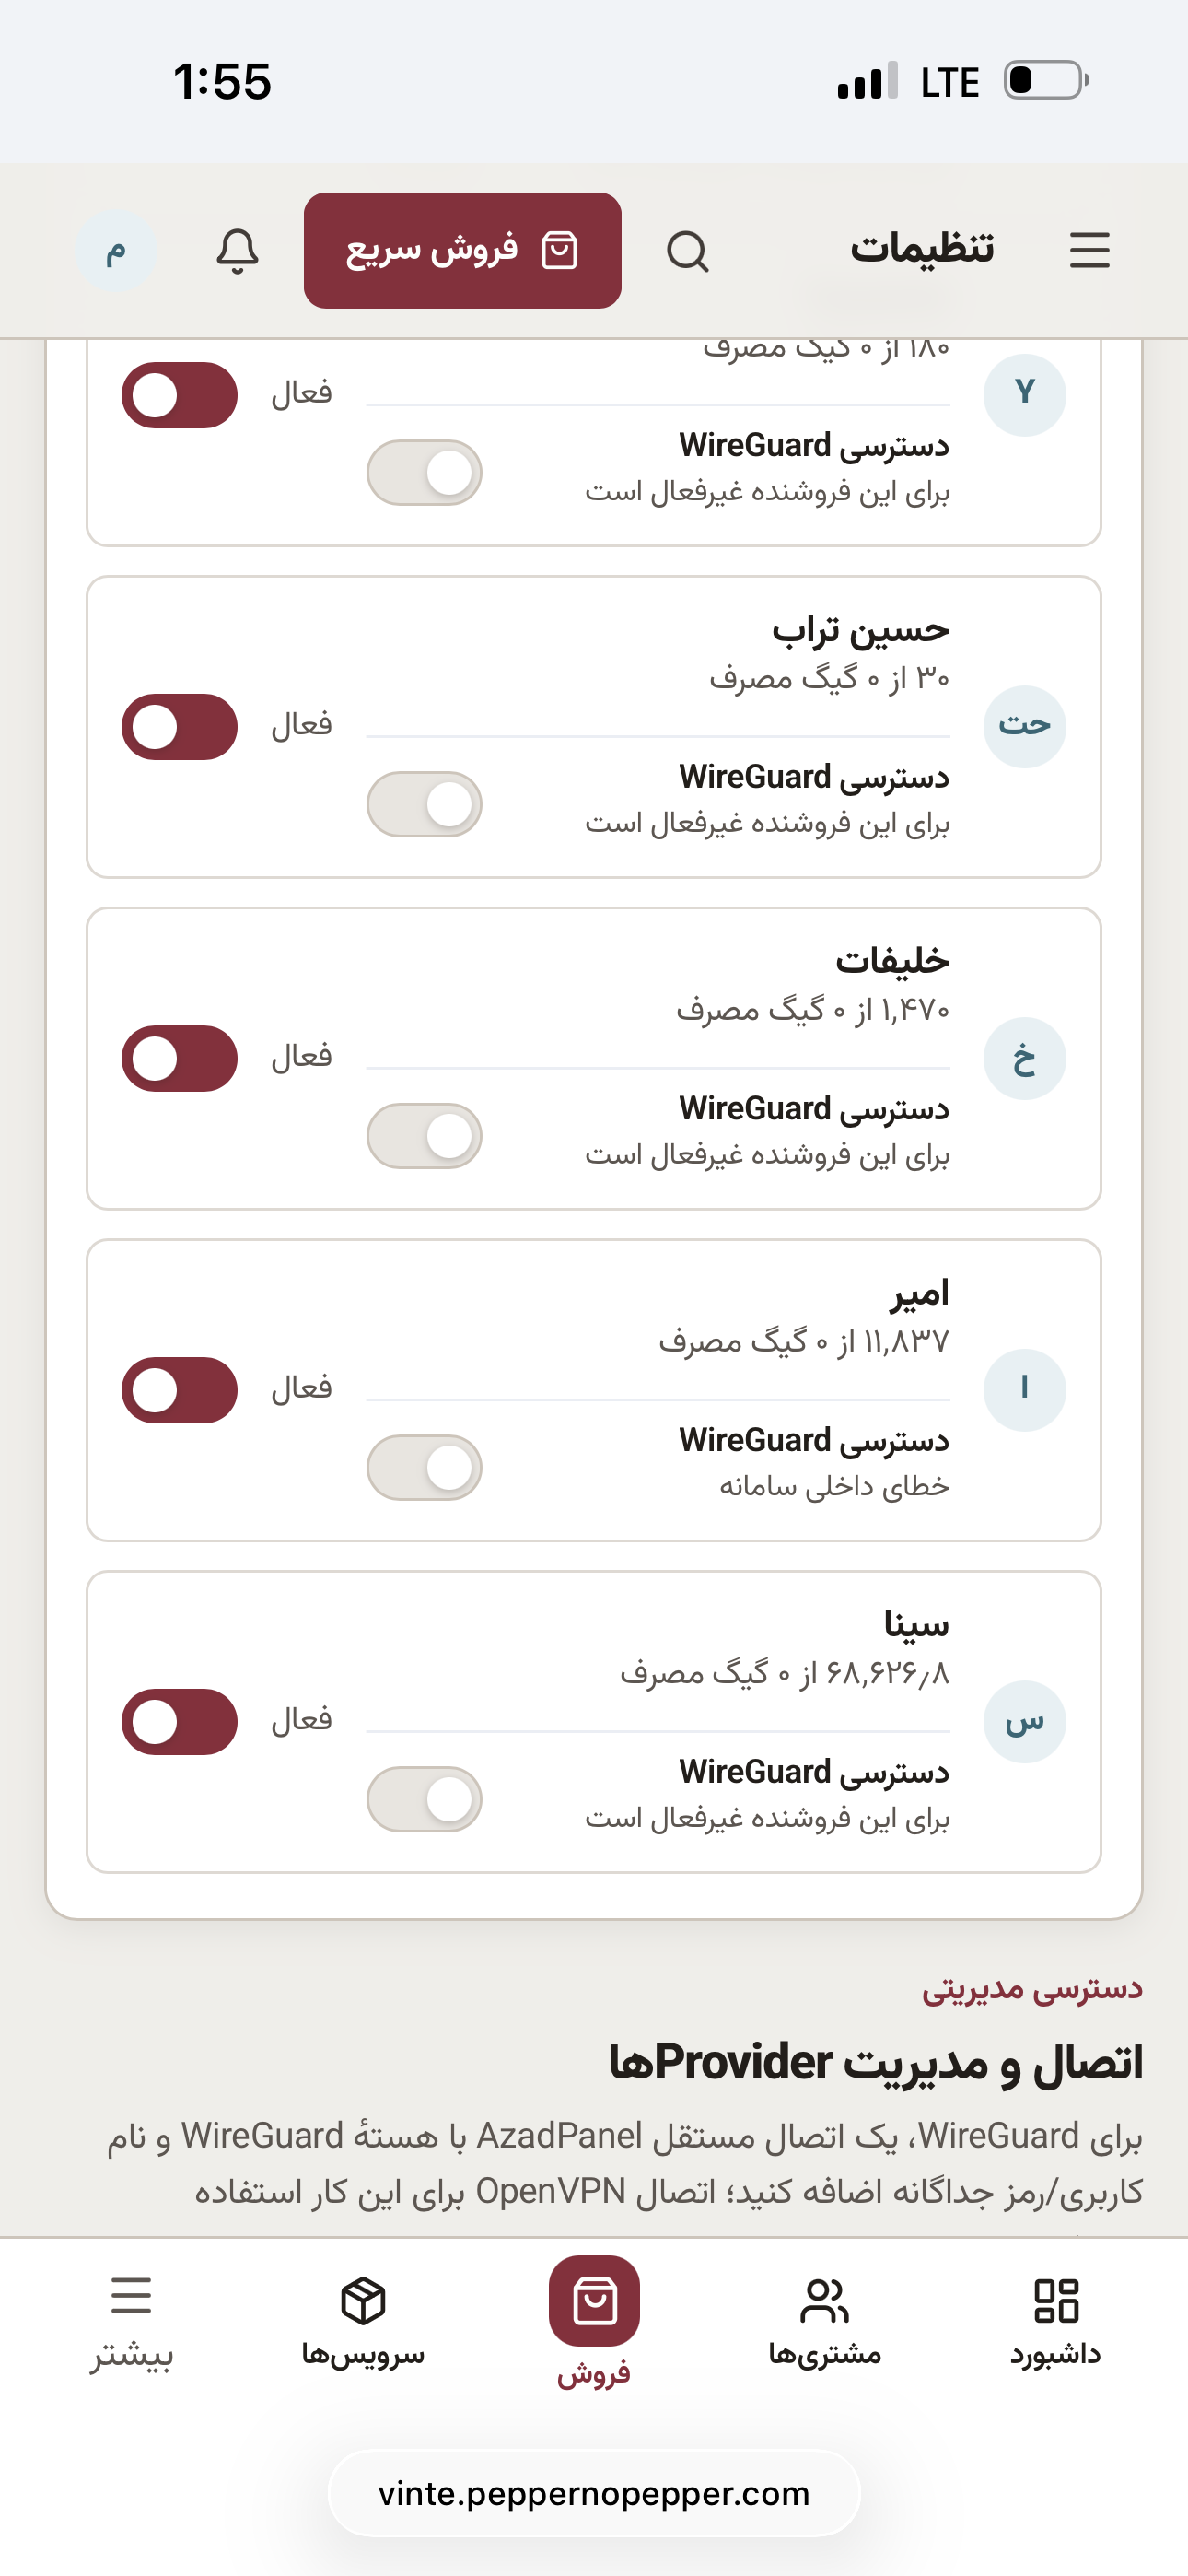 1:55
LTE
تنظیمات
فروش سریع
م
Y
۱۸۰ از ۰ گیگ مصرف
فعال
دسترسی WireGuard
برای این فروشنده غیرفعال است
حت
حسین تراب
۳۰ از ۰ گیگ مصرف
فعال
دسترسی WireGuard
برای این فروشنده غیرفعال است
خ
خلیفات
۱,۴۷۰ از ۰ گیگ مصرف
فعال
دسترسی WireGuard
برای این فروشنده غیرفعال است
ا
امیر
۱۱,۸۳۷ از ۰ گیگ مصرف
فعال
دسترسی WireGuard
خطای داخلی سامانه
س
سینا
۶۸,۶۲۶٫۸ از ۰ گیگ مصرف
فعال
دسترسی WireGuard
برای این فروشنده غیرفعال است
دسترسی مدیریتی
اتصال و مدیریت Providerها
برای WireGuard، یک اتصال مستقل AzadPanel با هستهٔ WireGuard و نام
کاربری/رمز جداگانه اضافه کنید؛ اتصال OpenVPN برای این کار استفاده
داشبورد
مشتری‌ها
فروش
سرویس‌ها
بیشتر
vinte.peppernopepper.com